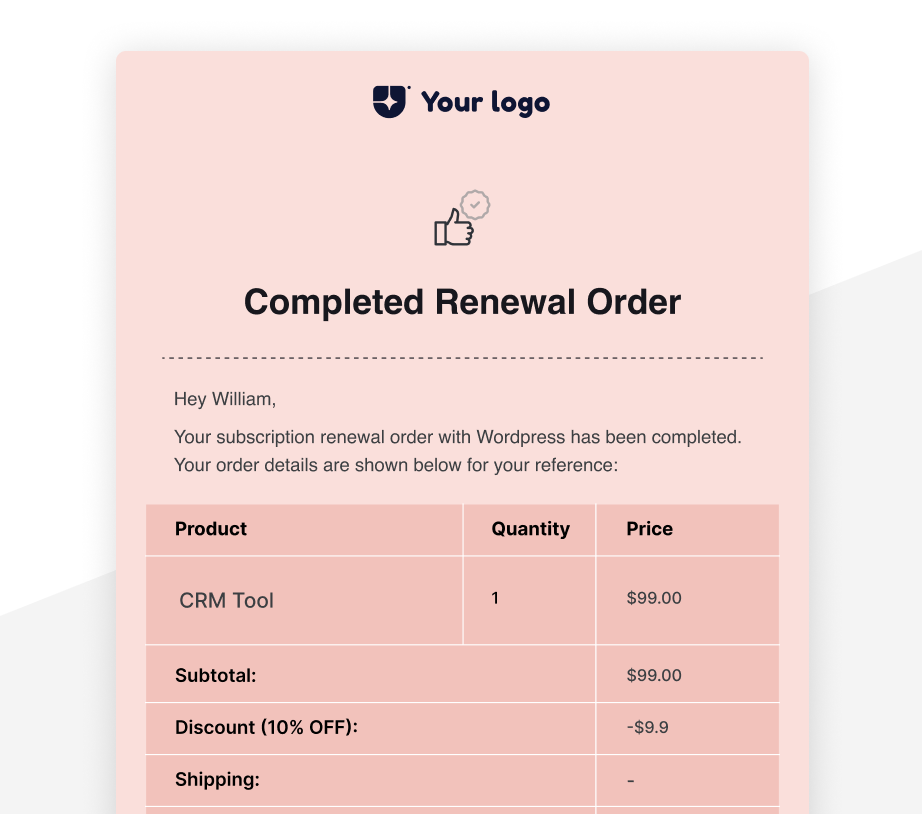 Your logo
Completed Renewal Order
Hey William,
Your subscription renewal order with Wordpress has been completed.
Your order details are shown below for your reference:
Product Quantity Price
CRM Tool 1 $99.00
Subtotal: $99.00
Discount (10% OFF): -$9.9
Shipping: -